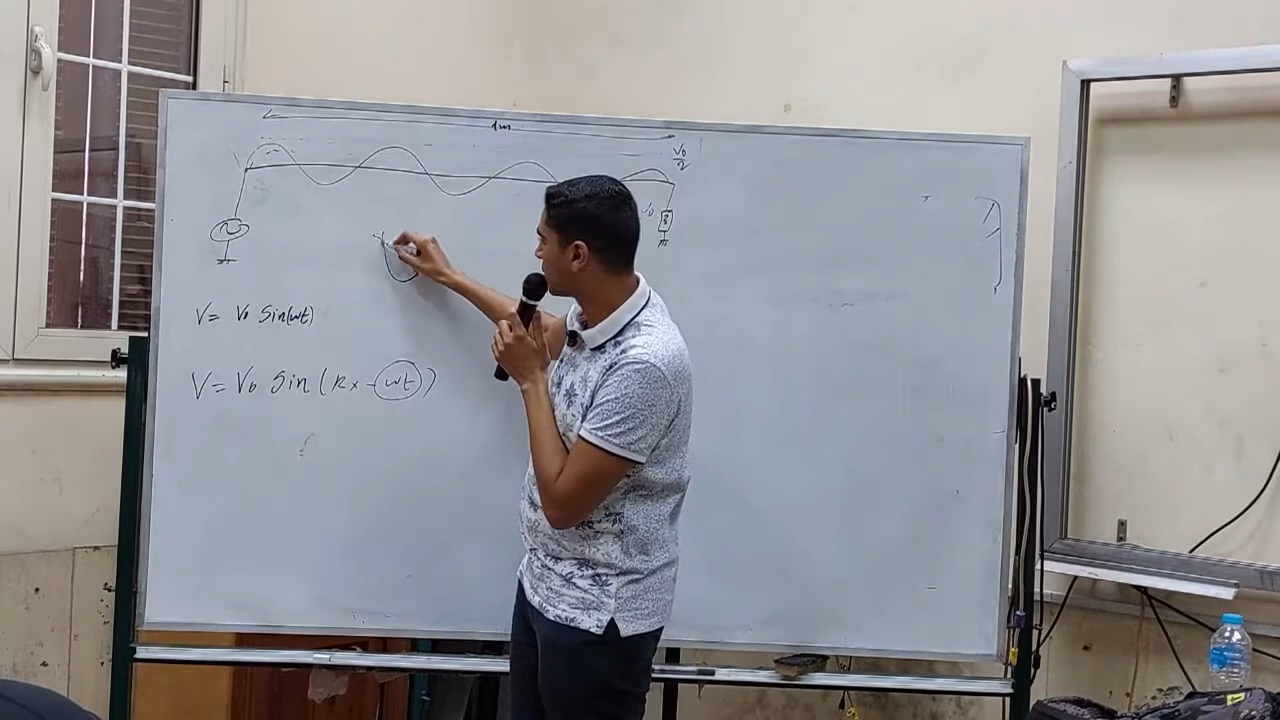 1m
V0/2
V0
V= V0 Sin(wt)
V= V0 Sin (kx -wt)